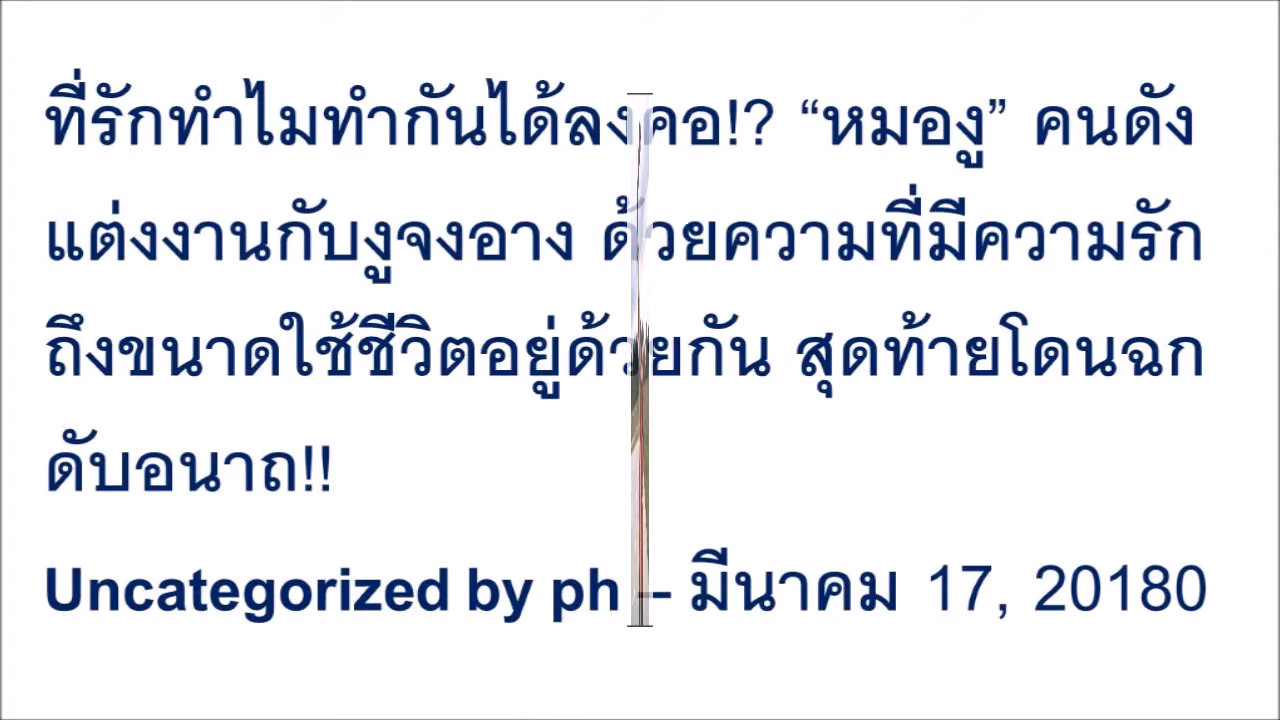 ที่รักทำไมทำกันได้ลงคอ!? “หมองู” คนดัง
แต่งงานกับงูจงอาง ด้วยความที่มีความรัก
ถึงขนาดใช้ชีวิตอยู่ด้วยกัน สุดท้ายโดนฉก
ดับอนาถ!!
Uncategorized by ph – มีนาคม 17, 20180